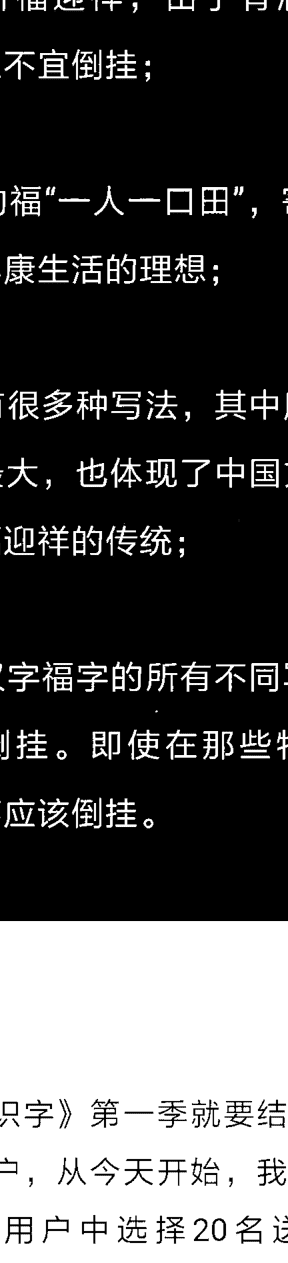 福迎祥，由于有
不宜倒挂；
的福“一人一口田”，
康生活的理想；
有很多种写法，其中
最大，也体现了中国
迎祥的传统；
汉字福字的所有不同写
倒挂。即使在那些特
应该倒挂。
识字》第一季就要结
户，从今天开始，我
用户中选择20名送